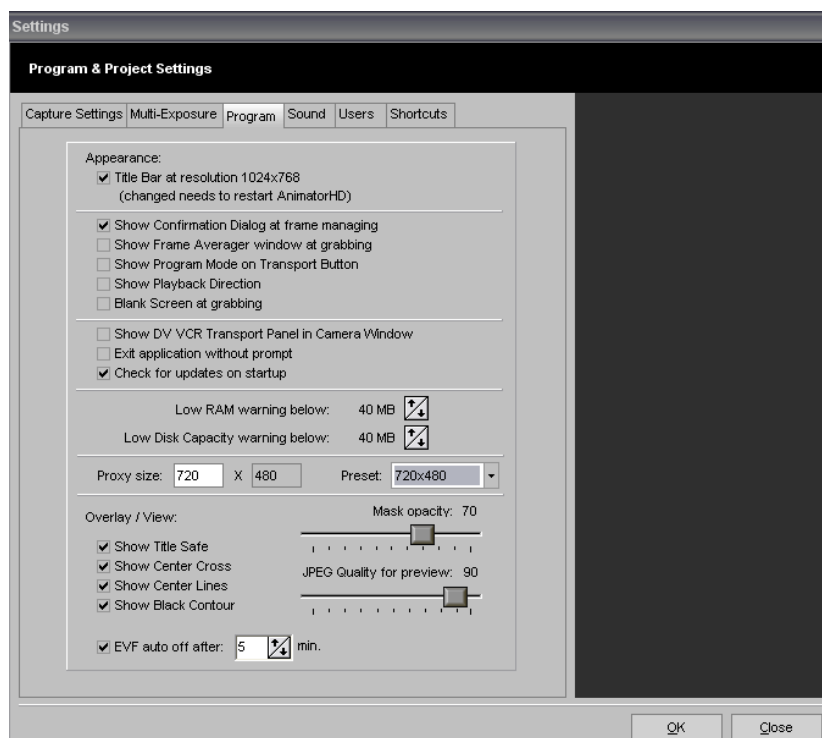 Settings
Program & Project Settings
Capture Settings Multi-Exposure Program Sound Users Shortcuts
Appearance:
Title Bar at resolution 1024x768
(changed needs to restart AnimatorHD)
Show Confirmation Dialog at frame managing
Show Frame Averager window at grabbing
Show Program Mode on Transport Button
Show Playback Direction
Blank Screen at grabbing
Show DV VCR Transport Panel in Camera Window
Exit application without prompt
Check for updates on startup
Low RAM warning below: 40 MB
Low Disk Capacity warning below: 40 MB
Proxy size: 720 X 480 Preset: 720x480
Overlay / View:
Mask opacity: 70
Show Title Safe
Show Center Cross
JPEG Quality for preview: 90
Show Center Lines
Show Black Contour
EVF auto off after: 5 min.
OK Close